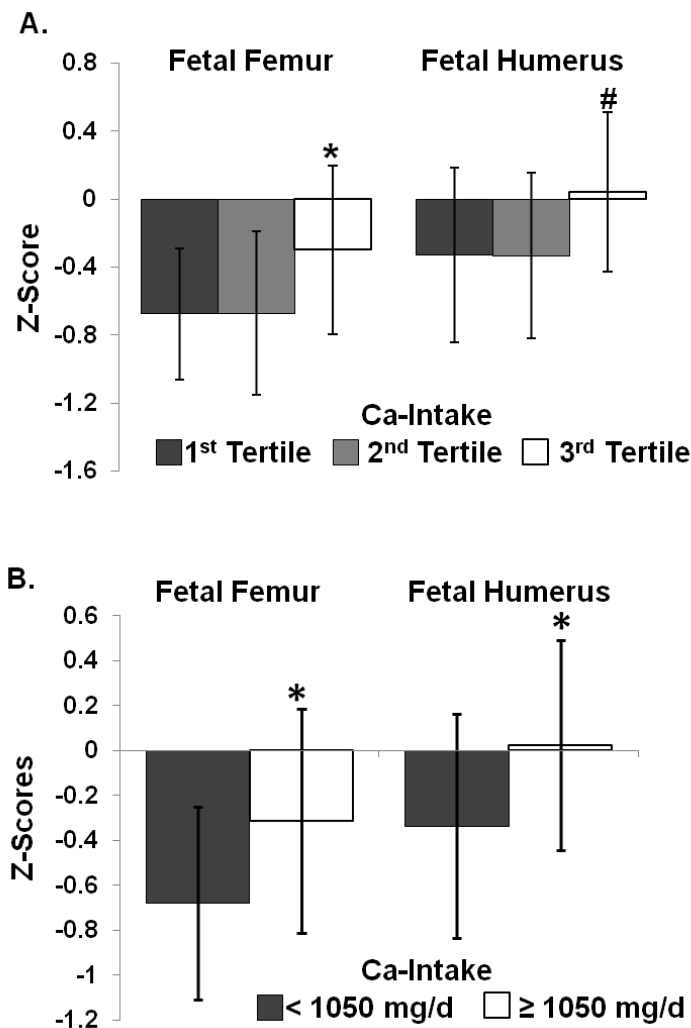 A.
Fetal Femur Fetal Humerus
0.8
0.4
0
-0.4
-0.8
-1.2
-1.6
Z-Score
*
#
Ca-Intake
1st Tertile 2nd Tertile 3rd Tertile
B.
Fetal Femur Fetal Humerus
0.6
0.4
0.2
0
-0.2
-0.4
-0.6
-0.8
-1
-1.2
Z-Scores
*
*
Ca-Intake
< 1050 mg/d ≥ 1050 mg/d